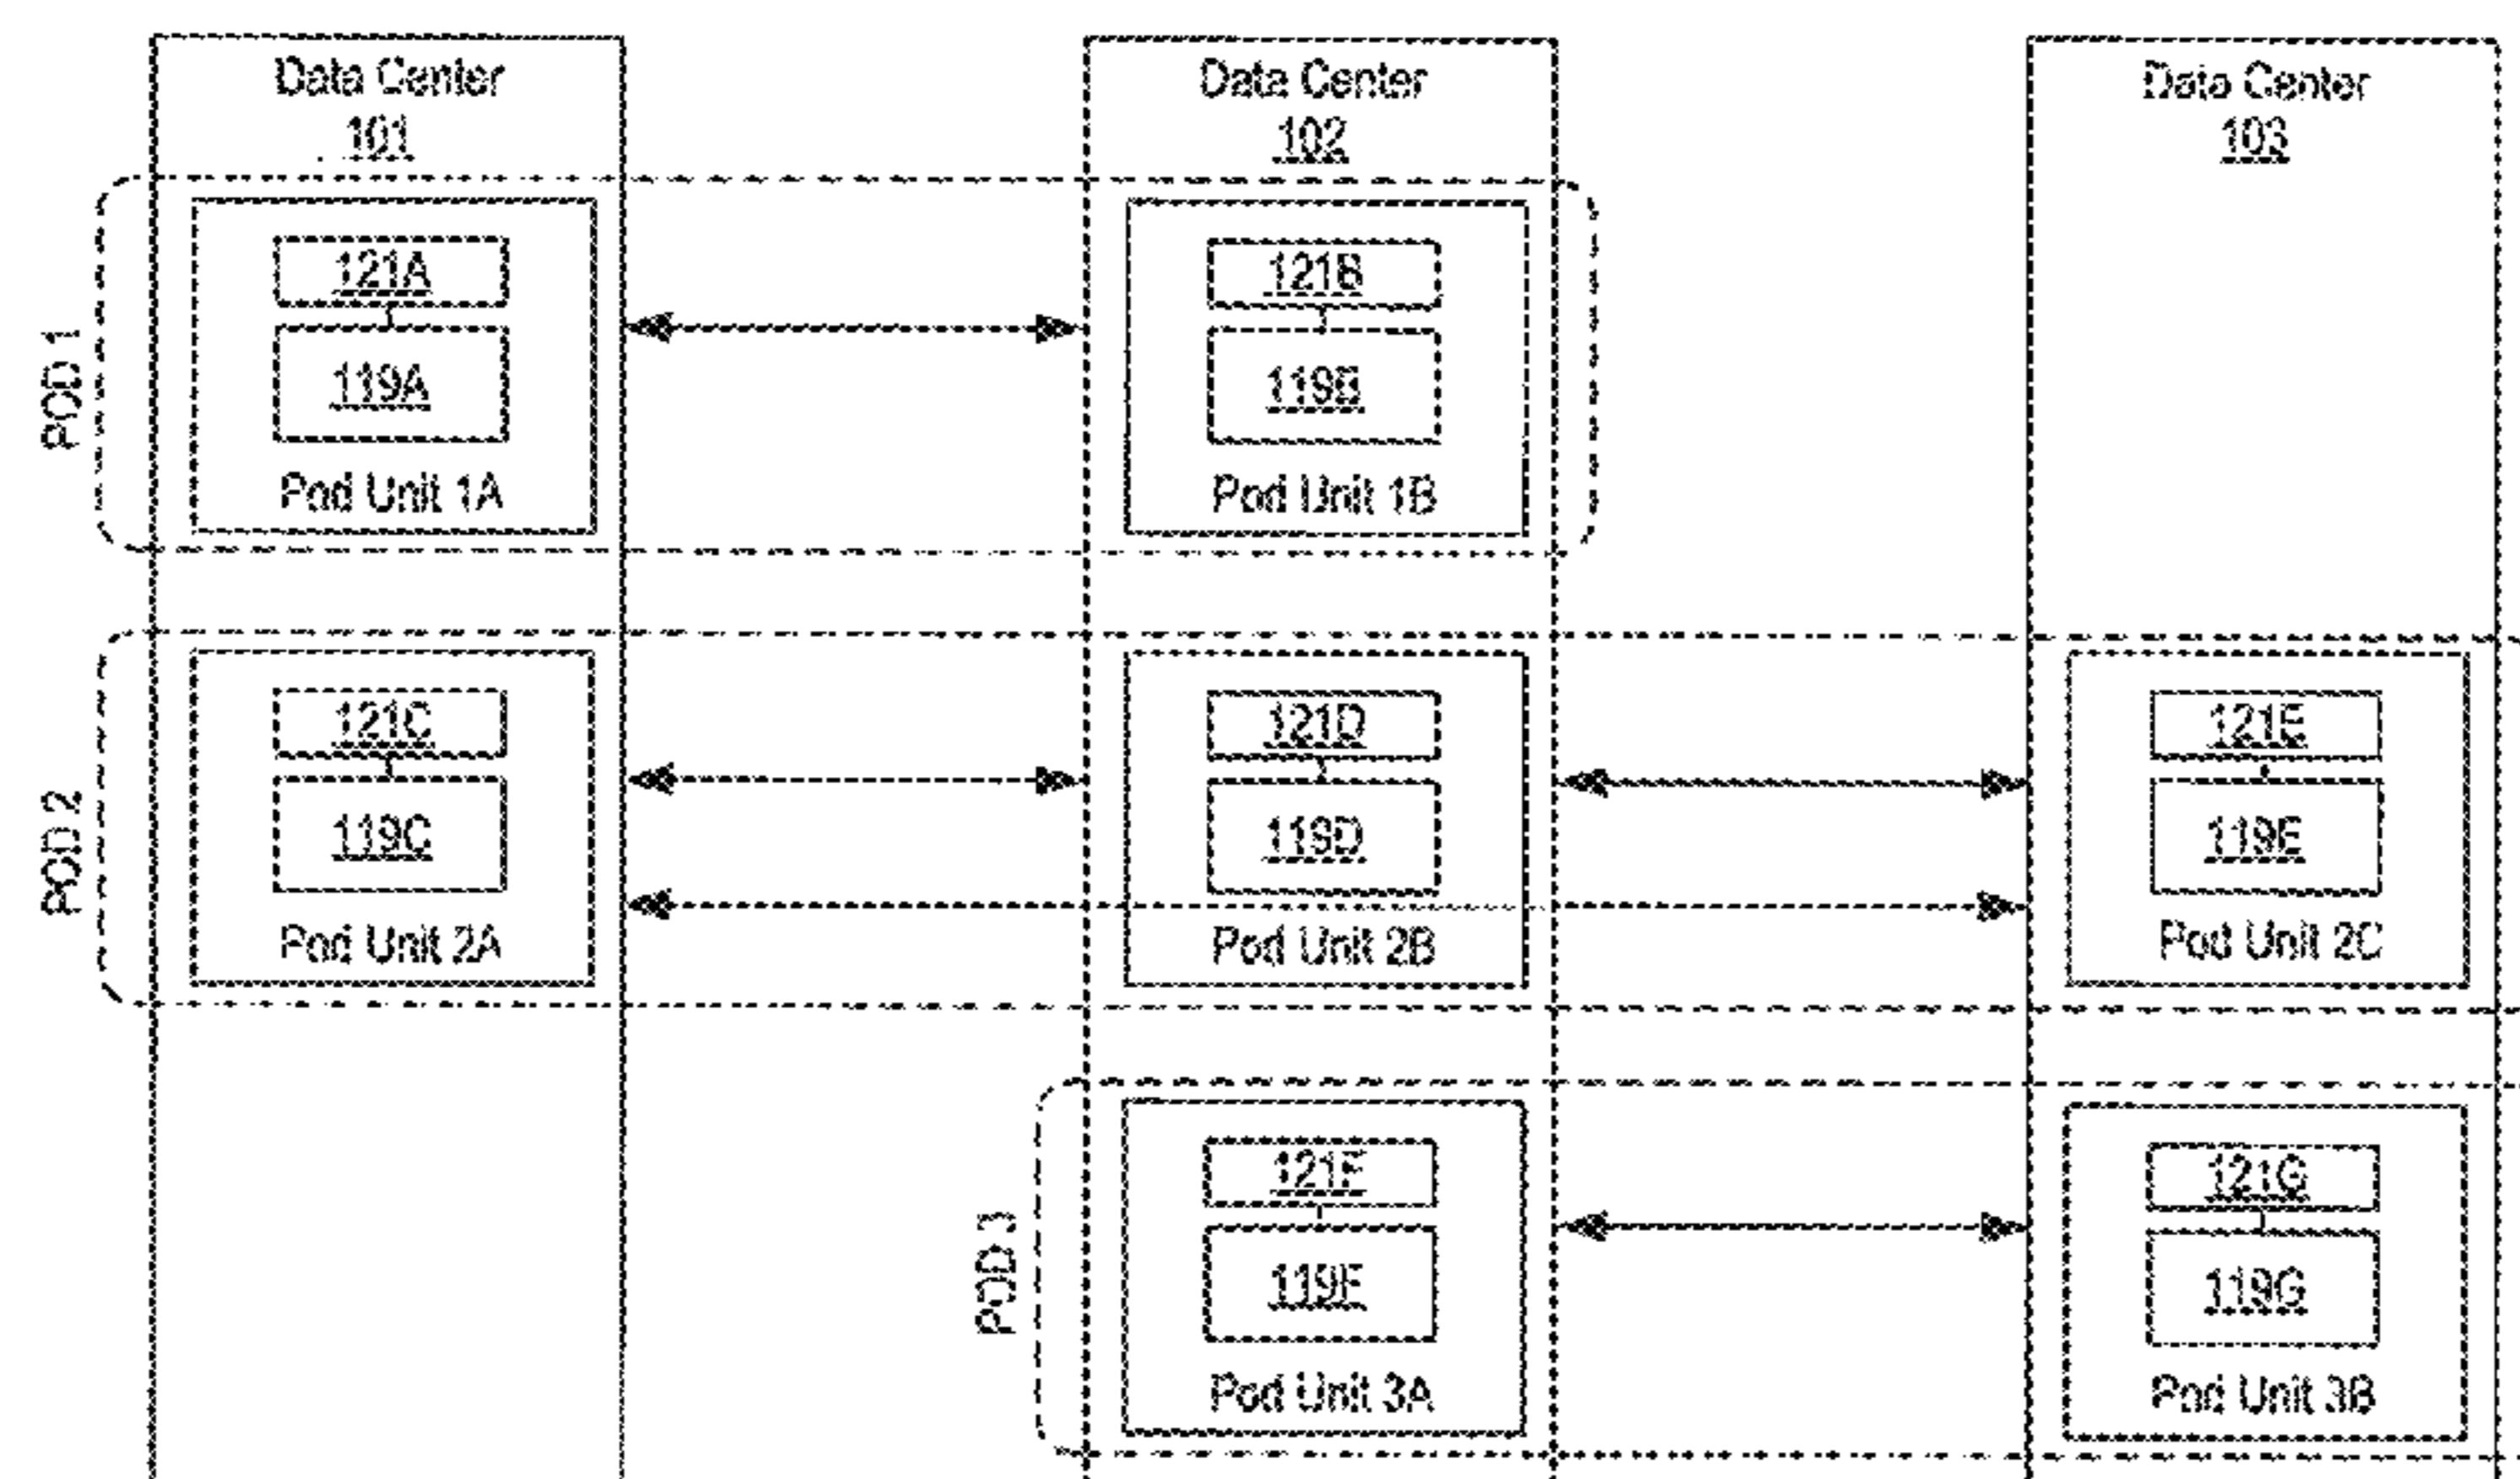 Data Center
101
Data Center
102
Data Center
103
POD 1
121A
119A
Pod Unit 1A
121B
119B
Pod Unit 1B
POD 2
121C
119C
Pod Unit 2A
121D
119D
Pod Unit 2B
121E
119E
Pod Unit 2C
POD 3
121F
119F
Pod Unit 3A
121G
119G
Pod Unit 3B